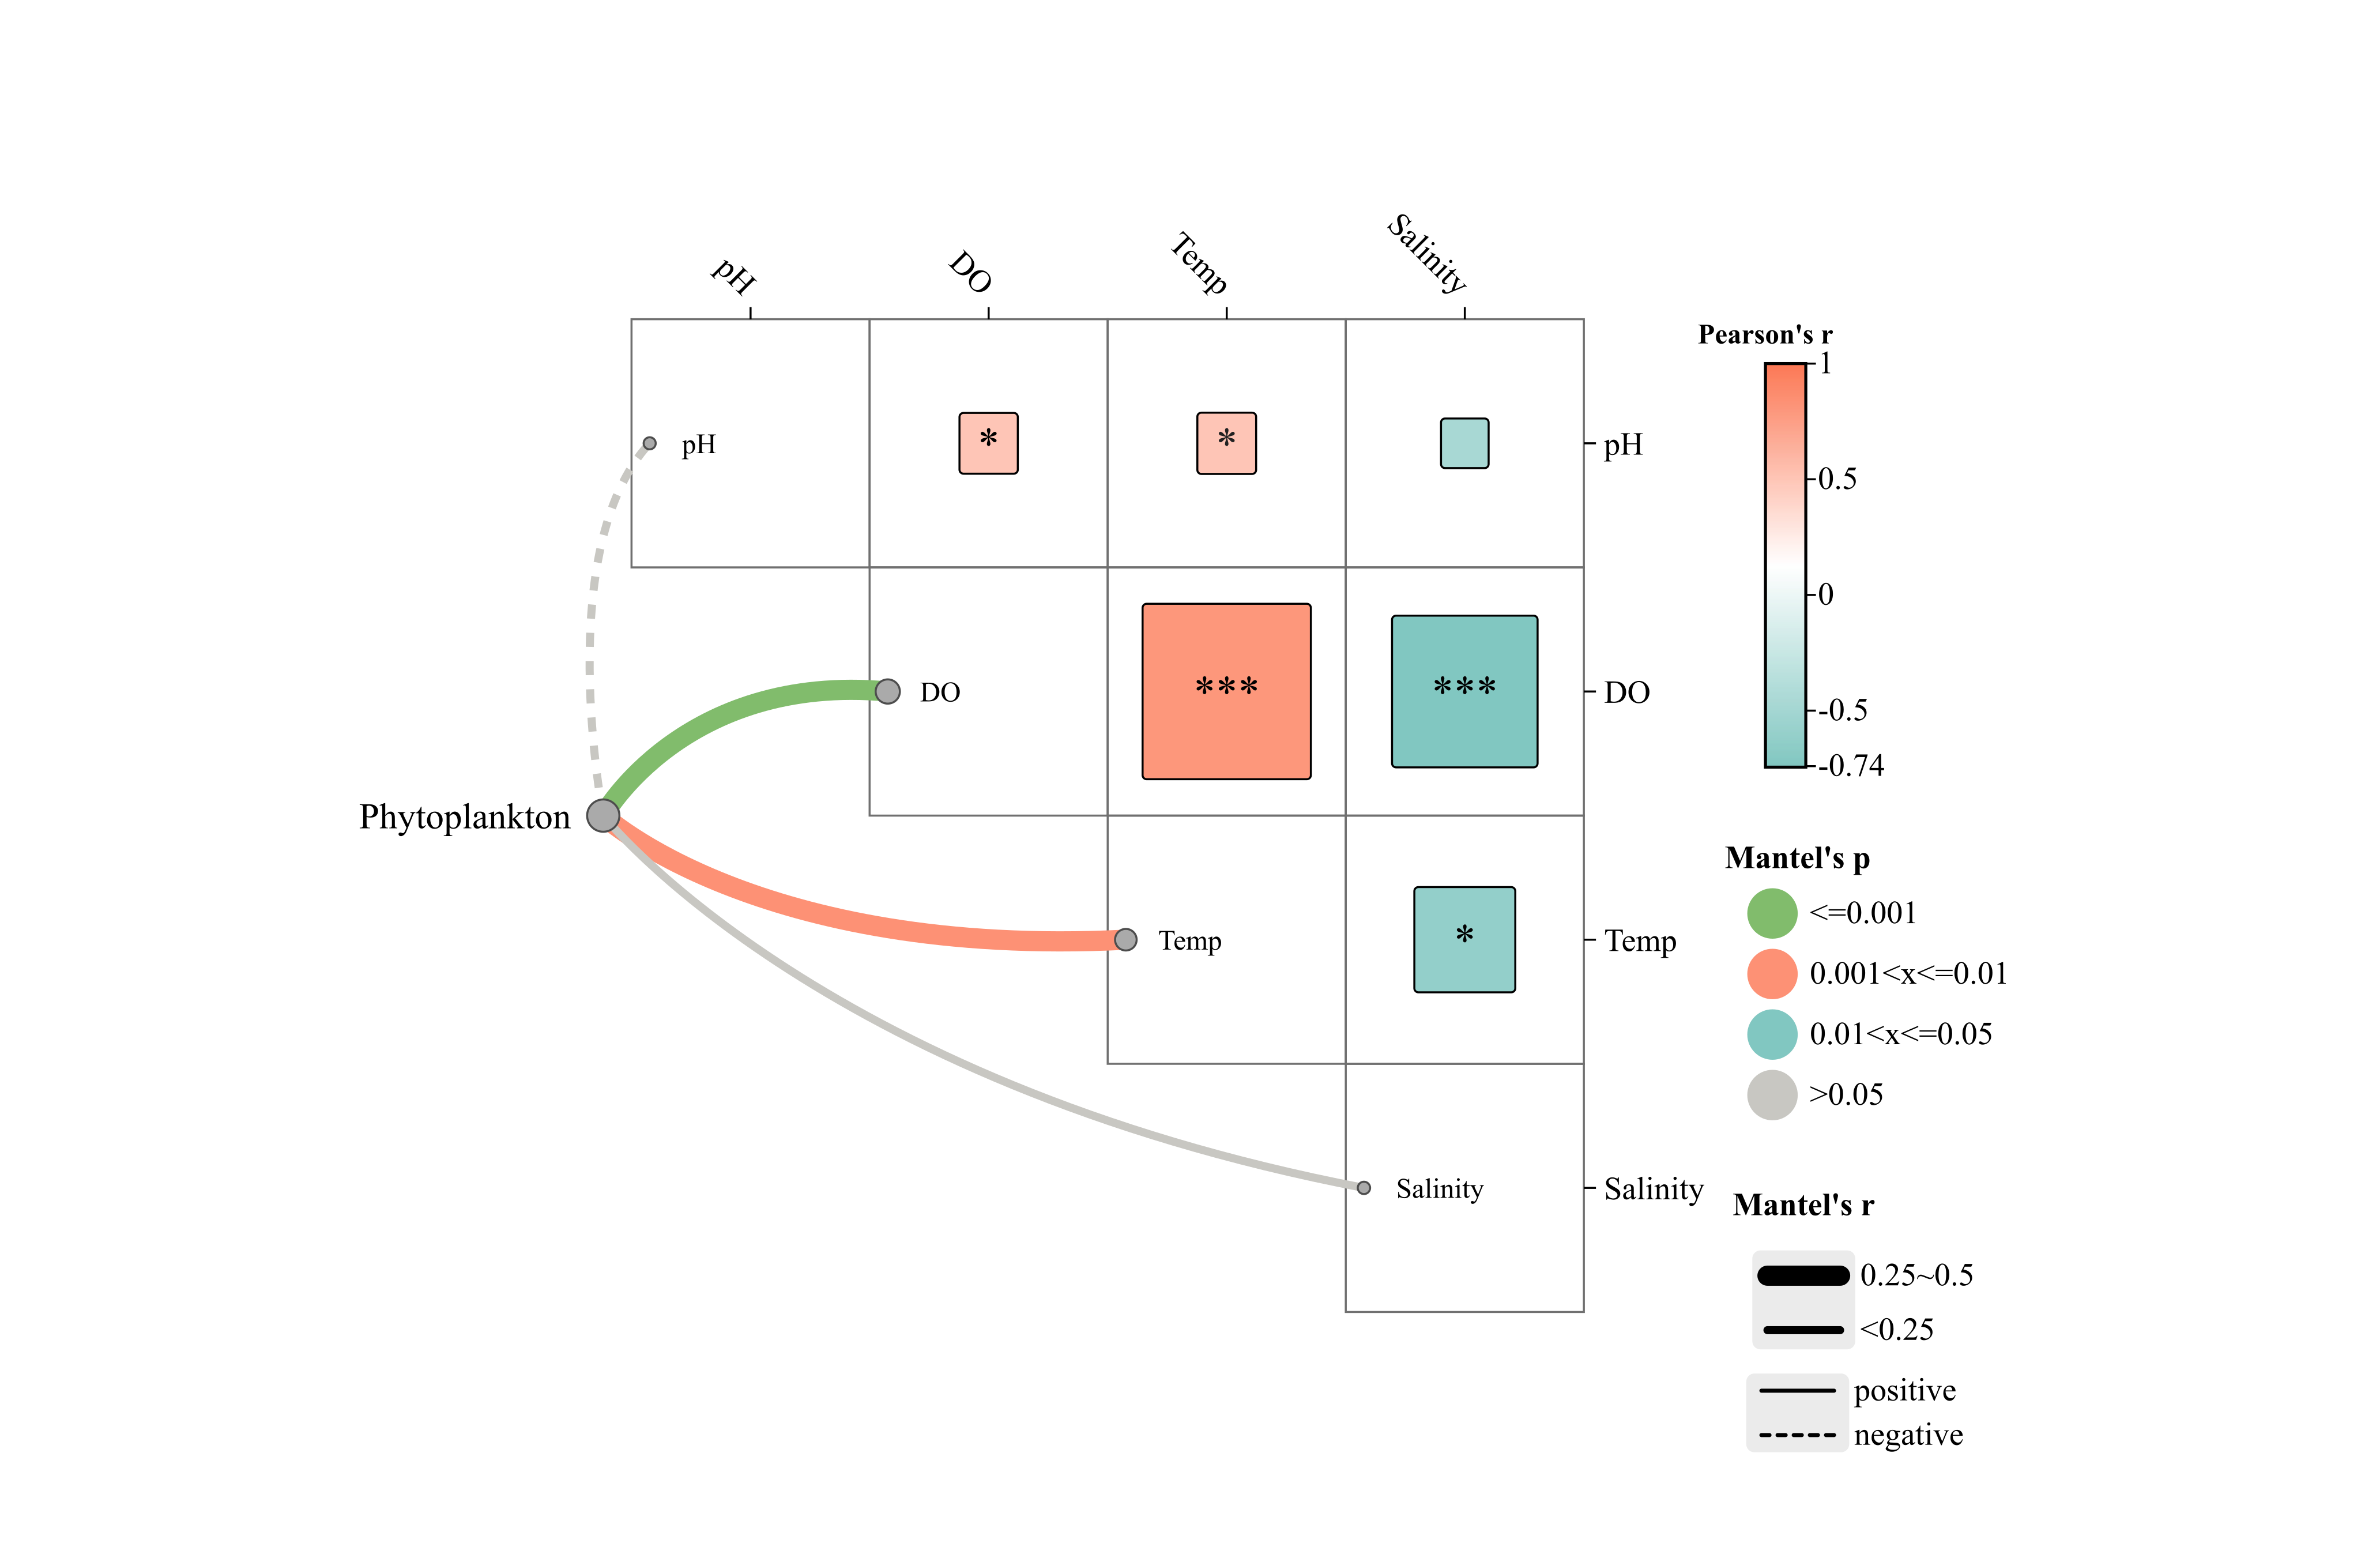 pH
DO
Temp
Salinity
pH
*
*
pH
DO
***
***
DO
Phytoplankton
Temp
*
Temp
Salinity
Salinity
Pearson's r
1
0.5
0
-0.5
-0.74
Mantel's p
<=0.001
0.001<x<=0.01
0.01<x<=0.05
>0.05
Mantel's r
0.25~0.5
<0.25
positive
negative